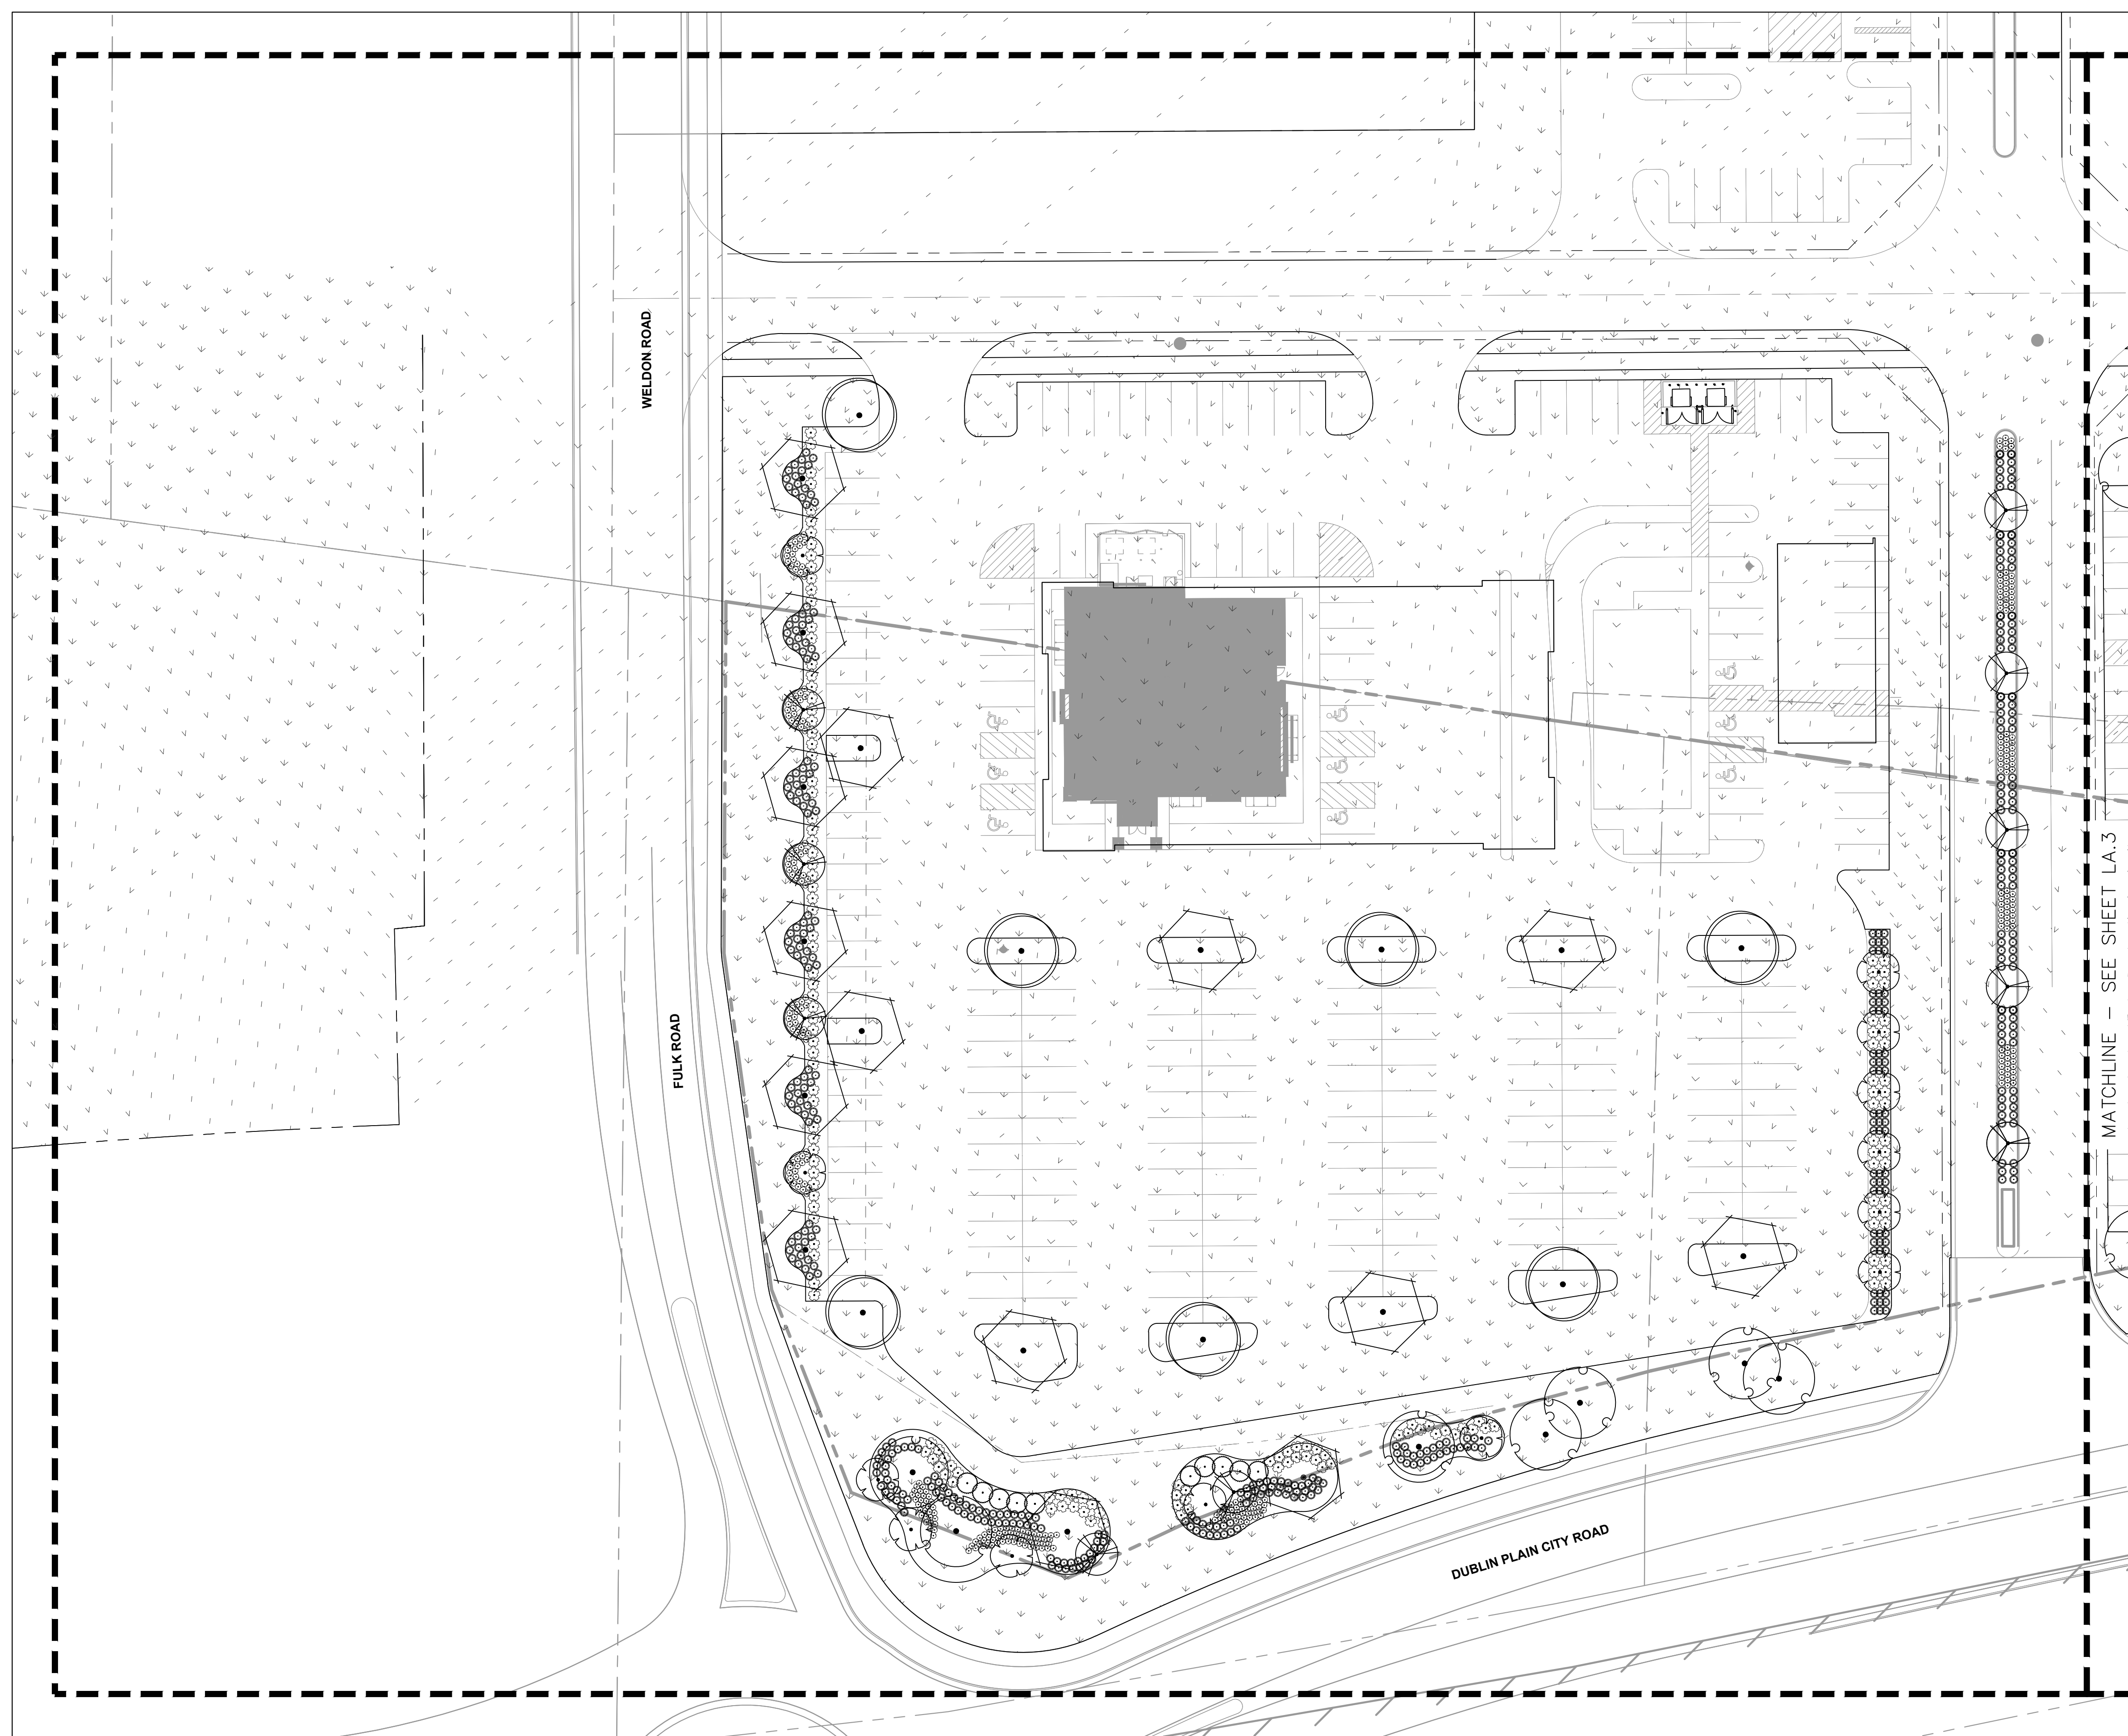 WELDON ROAD
MATCHLINE – SEE SHEET LA.3
FULK ROAD
DUBLIN PLAIN CITY ROAD